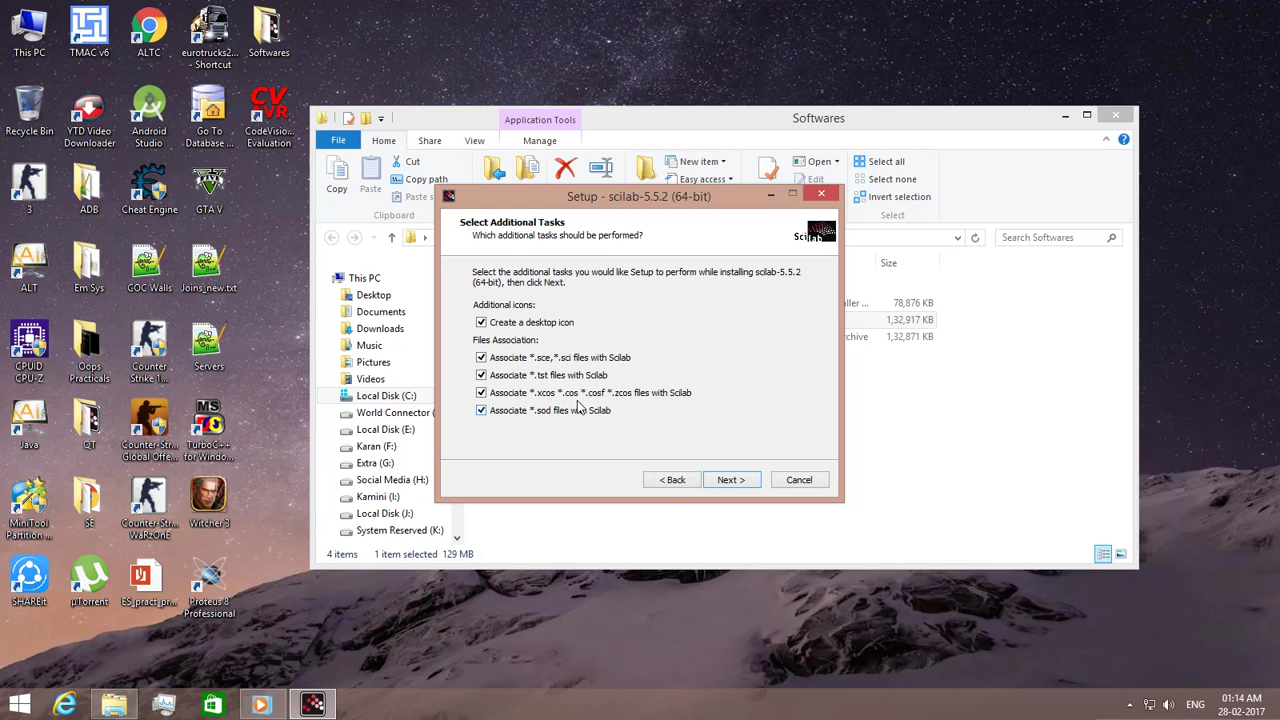 This PC
TMAC v6
ALTC
eurotrucks2...
- Shortcut
Softwares
Recycle Bin
YTD Video
Downloader
Android
Studio
Go To
Database ...
CodeVision...
Evaluation
3
ADB
Cheat Engine
GTA V
ALT
Em Sys
COC Walls
Joins_new.txt
CPUID
CPU-Z
Oops
Practicals
Counter
Strike 1....
Servers
Java
QT
Counter-Str...
Global Offe...
TurboC++
for Windo...
MiniTool
Partition ...
SE
Counter-Str...
WaRzOnE
Witcher 3
SHAREit
µTorrent
ES_pract_pr...
Proteus 8
Professional
Application Tools
Softwares
File
Home
Share
View
Manage
Copy
Paste
Cut
Copy path
Paste s
New item
Easy access
Open
Edit
Select all
Select none
Invert selection
Clipboard
Select
Search Softwares
This PC
Desktop
Documents
Downloads
Music
Pictures
Videos
Local Disk (C:)
World Connector (
Local Disk (E:)
Karan (F:)
Extra (G:)
Social Media (H:)
Kamini (I:)
Local Disk (J:)
System Reserved (K:)
Size
ller ...
78,876 KB
1,32,917 KB
rchive
1,32,871 KB
4 items
1 item selected
129 MB
Setup - scilab-5.5.2 (64-bit)
Select Additional Tasks
Which additional tasks should be performed?
Select the additional tasks you would like Setup to perform while installing scilab-5.5.2
(64-bit), then click Next.
Additional icons:
Create a desktop icon
Files Association:
Associate *.sce,*.sci files with Scilab
Associate *.tst files with Scilab
Associate *.xcos *.cos *.cosf *.zcos files with Scilab
Associate *.sod files with Scilab
< Back
Next >
Cancel
ENG
01:14 AM
28-02-2017